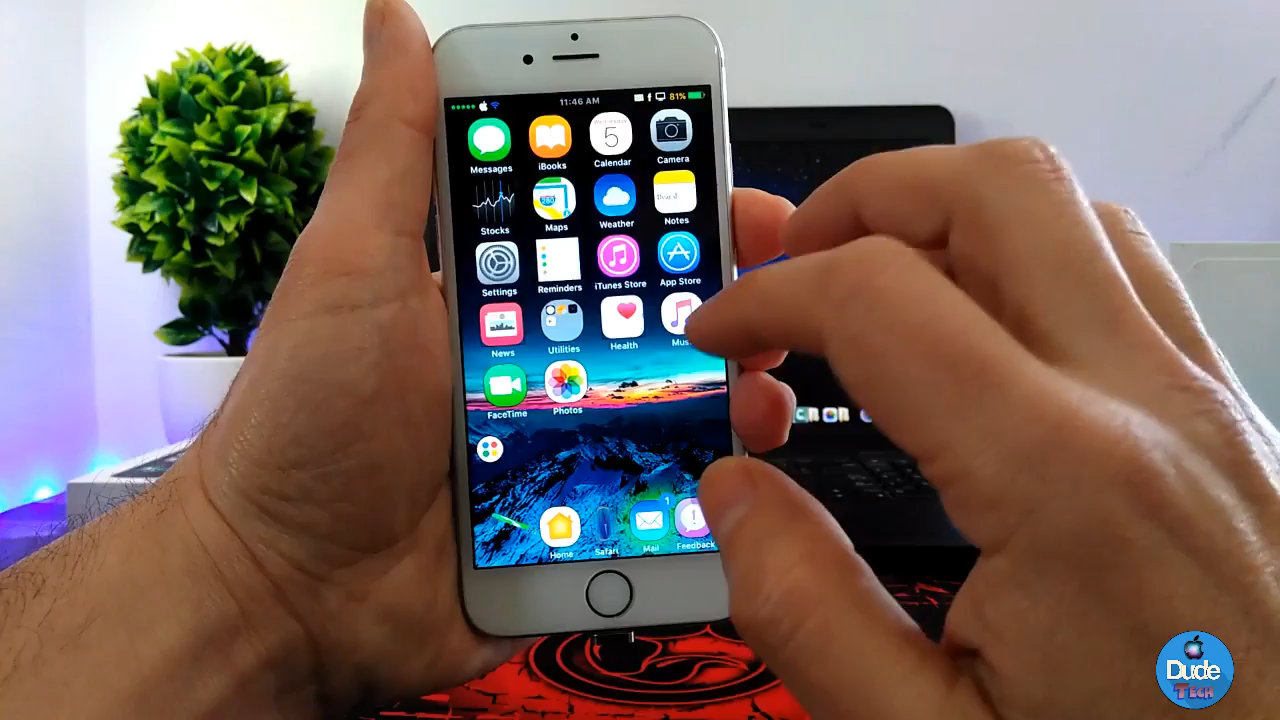 11:46 AM
81%
Messages
iBooks
5
Calendar
Camera
Stocks
Maps
Weather
Notes
Settings
Reminders
iTunes Store
App Store
News
Utilities
Health
FaceTime
Photos
1
Home
Safari
Mail
Feedback
Dude
TECH